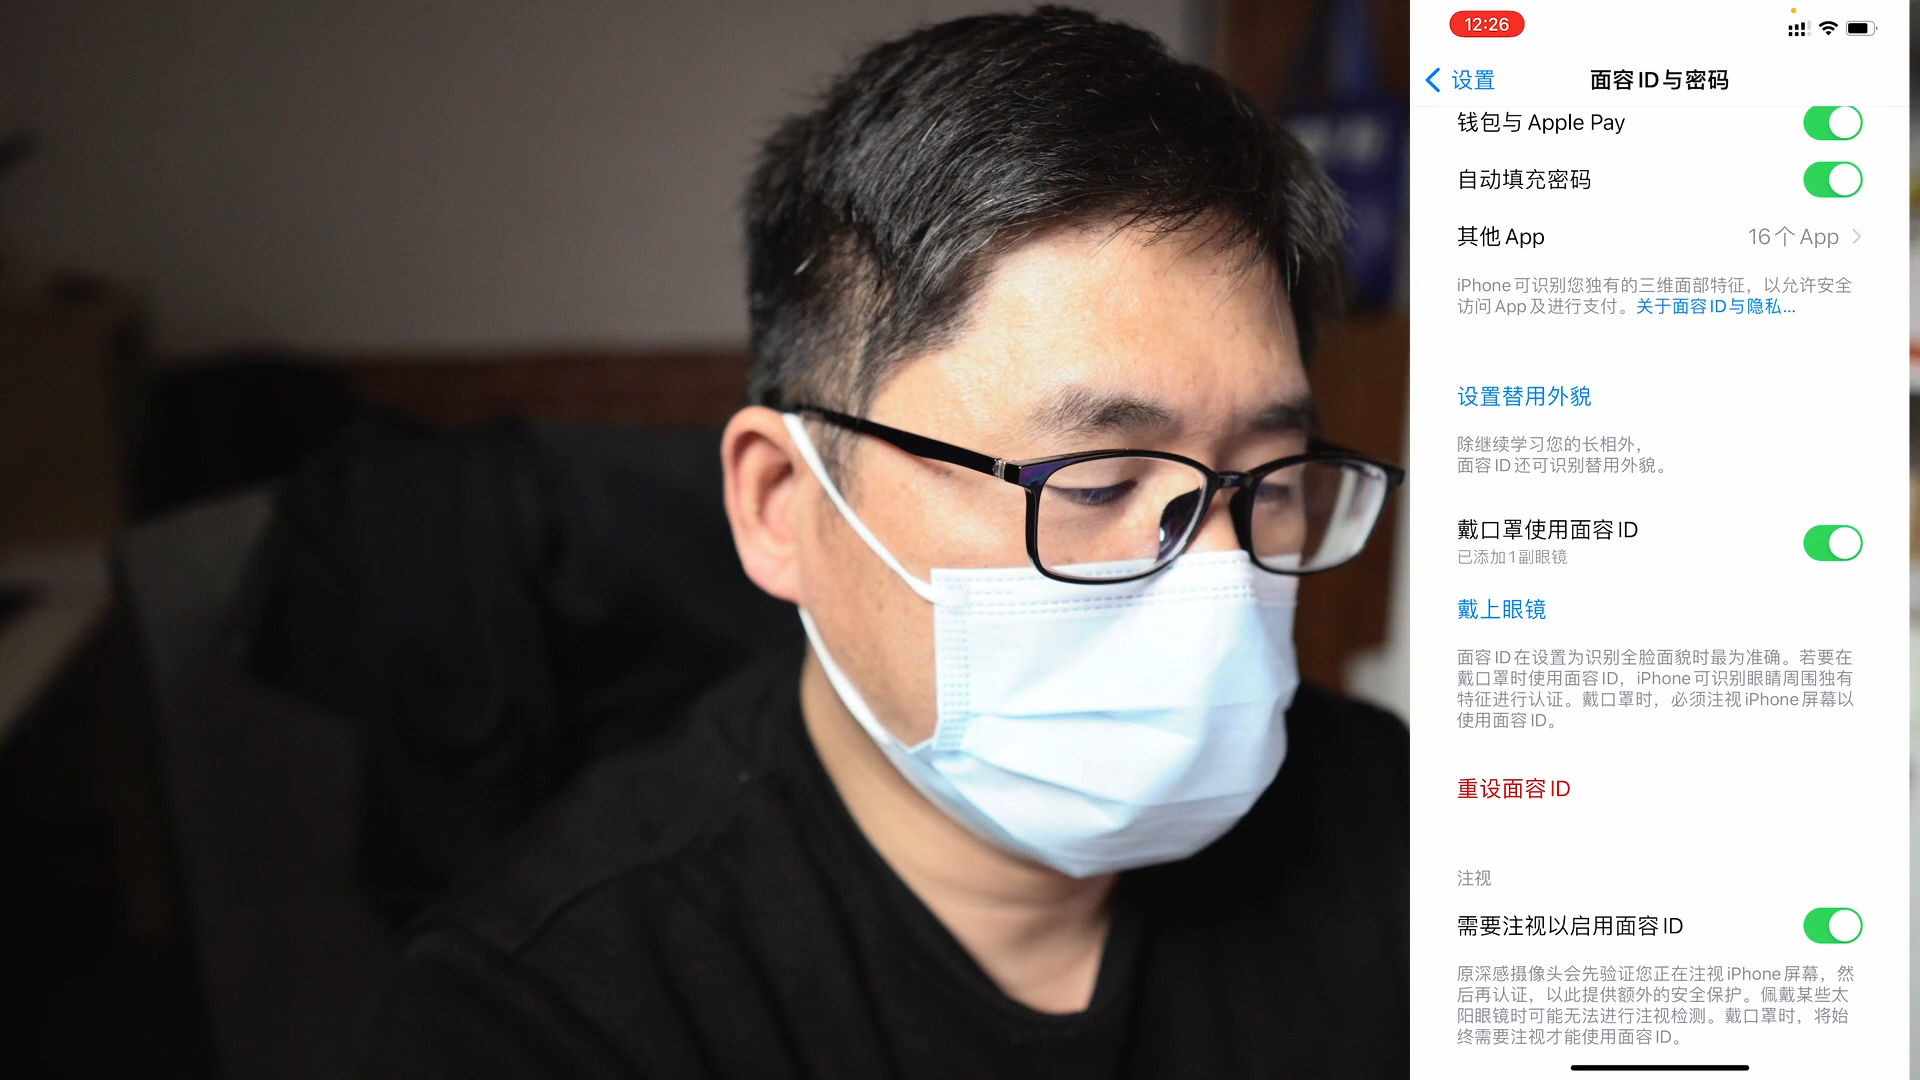 12:26
设置
面容ID与密码
钱包与 Apple Pay
自动填充密码
其他 App
16个 App
iPhone 可识别您独有的三维面部特征，以允许安全
访问 App 及进行支付。关于面容ID与隐私...
设置替用外貌
除继续学习您的长相外，
面容ID还可识别替用外貌。
戴口罩使用面容ID
已添加1副眼镜
戴上眼镜
面容ID在设置为识别全脸面貌时最为准确。若要在
戴口罩时使用面容ID，iPhone可识别眼睛周围独有
特征进行认证。戴口罩时，必须注视iPhone屏幕以
使用面容ID。
重设面容ID
注视
需要注视以启用面容ID
原深感摄像头会先验证您正在注视iPhone屏幕，然
后再认证，以此提供额外的安全保护。佩戴某些太
阳眼镜时可能无法进行注视检测。戴口罩时，将始
终需要注视才能使用面容ID。